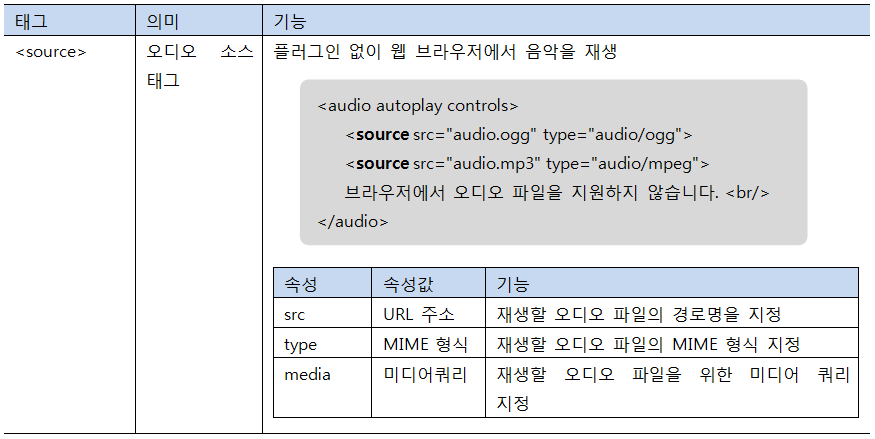 태그 의미 기능
<source> 오디오 소스 플러그인 없이 웹 브라우저에서 음악을 재생
태그
<audio autoplay controls>
<source src="audio.ogg" type="audio/ogg">
<source src="audio.mp3" type="audio/mpeg">
브라우저에서 오디오 파일을 지원하지 않습니다. <br/>
</audio>
속성 속성값 기능
src URL 주소 재생할 오디오 파일의 경로명을 지정
type MIME 형식 재생할 오디오 파일의 MIME 형식 지정
media 미디어쿼리 재생할 오디오 파일을 위한 미디어 쿼리
지정